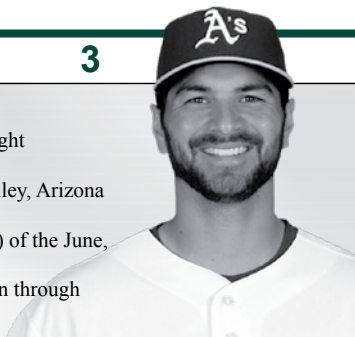 3
A's
ght
ley, Arizona
) of the June,
n through